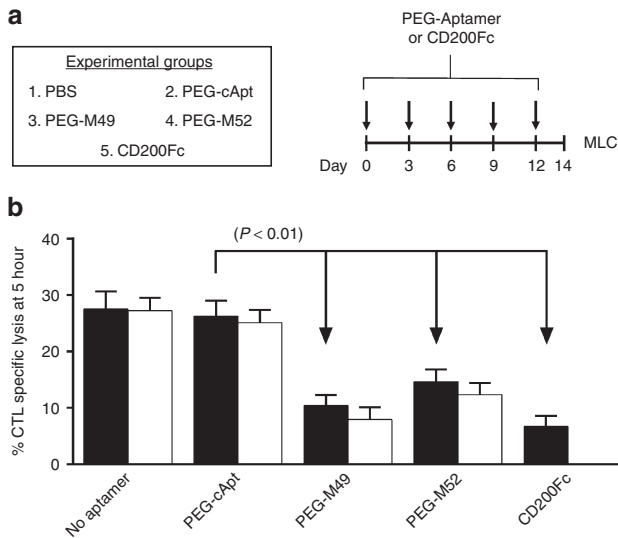 a
Experimental groups
1. PBS
2. PEG-cApt
3. PEG-M49
4. PEG-M52
5. CD200Fc
PEG-Aptamer
or CD200Fc
MLC
Day 0 3 6 9 12 14
b
(P < 0.01)
% CTL specific lysis at 5 hour
40
30
20
10
0
No aptamer
PEG-cApt
PEG-M49
PEG-M52
CD200Fc